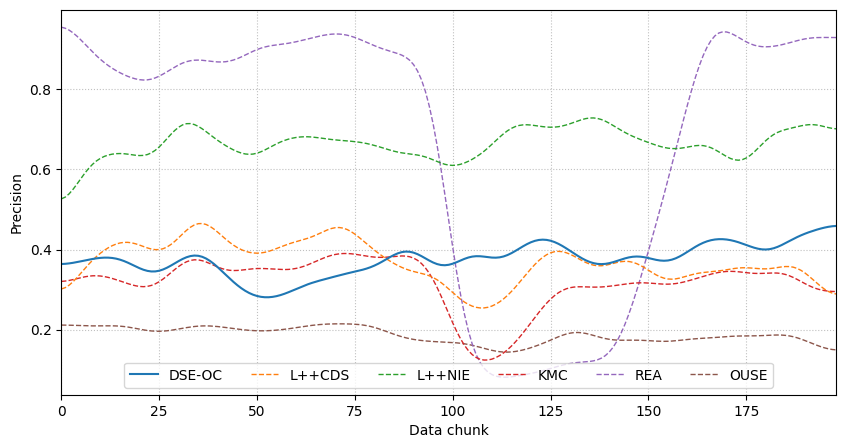 Precision
0.8
0.6
0.4
0.2
DSE-OC L++CDS L++NIE KMC REA OUSE
0 25 50 75 100 125 150 175
Data chunk